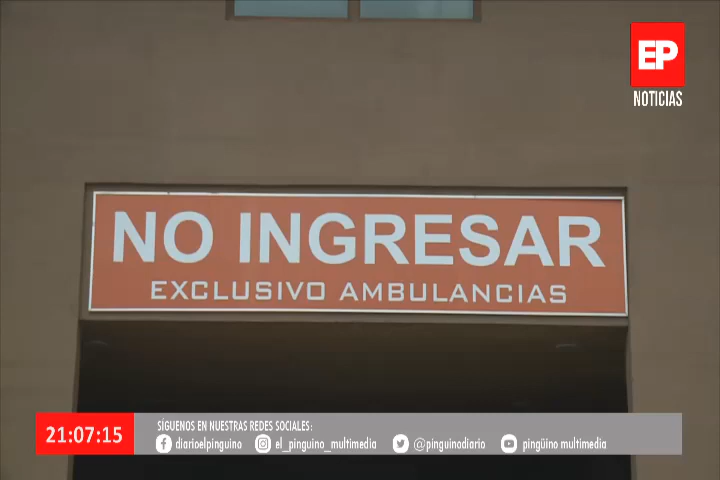 EP
NOTICIAS
NO INGRESAR
EXCLUSIVO AMBULANCIAS
21:07:15
SÍGUENOS EN NUESTRAS REDES SOCIALES:
diarioelpinguino el_pinguino_multimedia @pinguinodiario pingüino multimedia